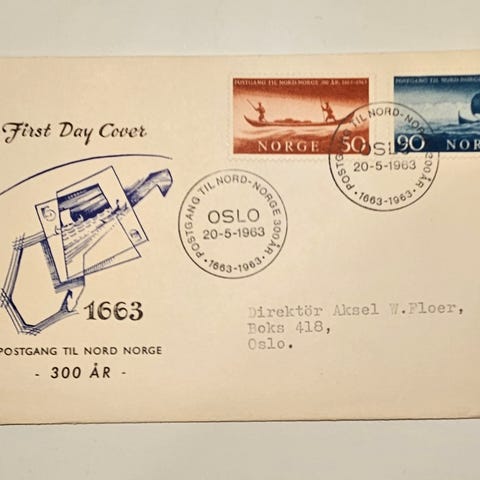 First Day Cover
1663
POSTGANG TIL NORD NORGE
- 300 ÅR -
POSTGANG TIL NORD-NORGE 300 ÅR 1663-1963
NORGE 50
POSTGANG TIL NORD-NORGE
90 NOR
POSTGANG TIL NORD-NORGE 300 ÅR
OSLO
20-5-1963
·1663-1963·
POSTGANG TIL NORD-NORGE 300 ÅR
OSLO
20-5-1963
·1663-1963·
Direktör Aksel W.Floer,
Boks 418,
Oslo.